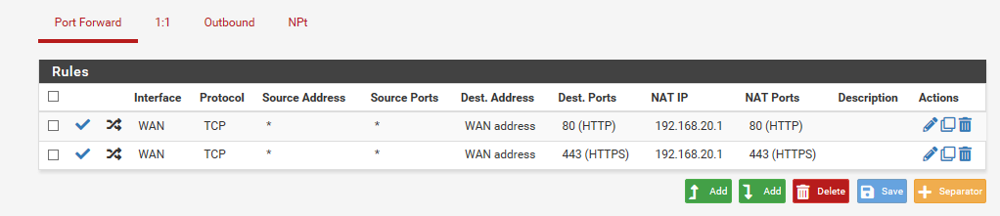 Port Forward 1:1 Outbound NPt
Rules
Interface Protocol Source Address Source Ports Dest. Address Dest. Ports NAT IP NAT Ports Description Actions
WAN TCP * * WAN address 80 (HTTP) 192.168.20.1 80 (HTTP)
WAN TCP * * WAN address 443 (HTTPS) 192.168.20.1 443 (HTTPS)
Add Add Delete Save Separator